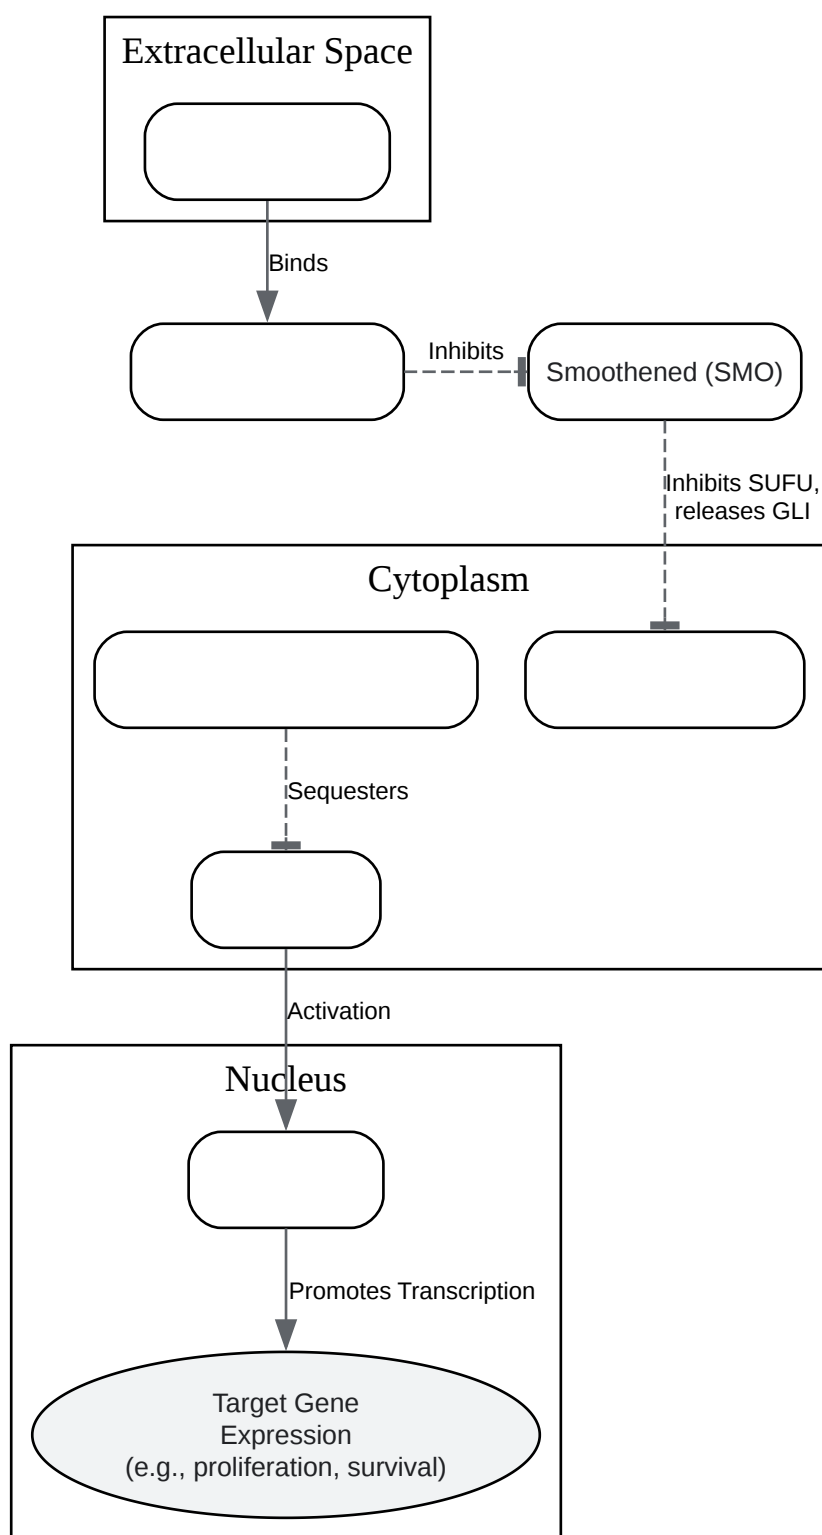 Extracellular Space
Binds
Inhibits
Smoothened (SMO)
Inhibits SUFU,
releases GLI
Cytoplasm
Sequesters
Activation
Nucleus
Promotes Transcription
Target Gene
Expression
(e.g., proliferation, survival)